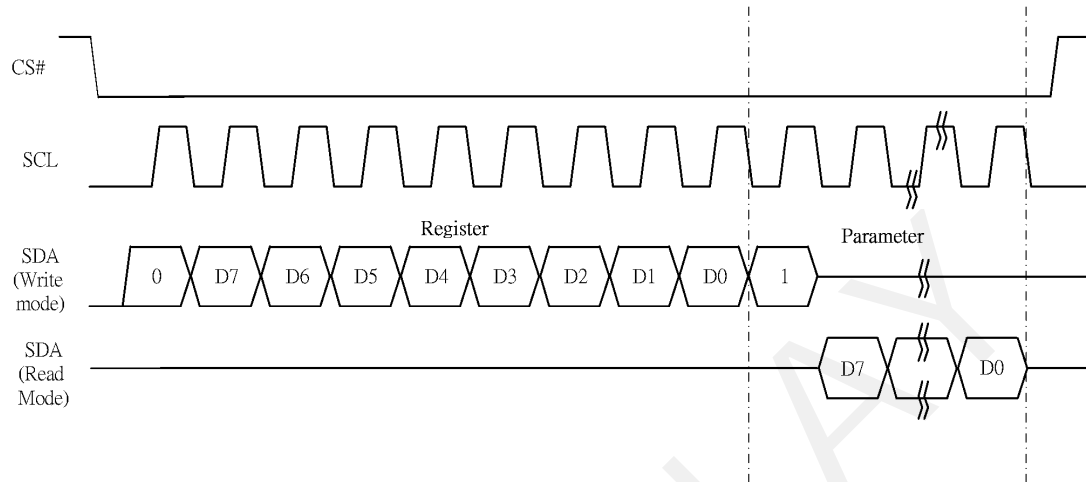 CS#
SCL
Register
Parameter
SDA
(Write
mode)
0 D7 D6 D5 D4 D3 D2 D1 D0 1
SDA
(Read
Mode)
D7 D0